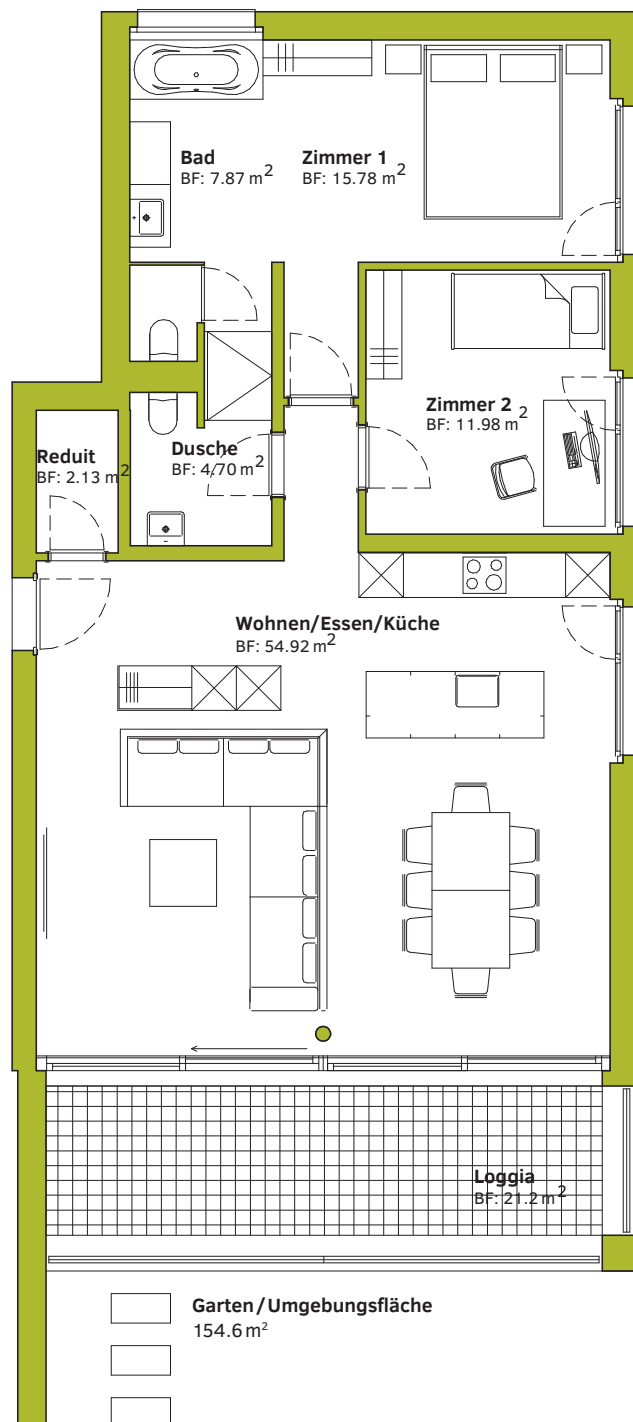 Bad
BF: 7.87 m²
Zimmer 1
BF: 15.78 m²
Zimmer 2
BF: 11.98 m²
Reduit
BF: 2.13 m²
Dusche
BF: 4.70 m²
Wohnen/Essen/Küche
BF: 54.92 m²
Loggia
BF: 21.2 m²
Garten/Umgebungsfläche
154.6 m²